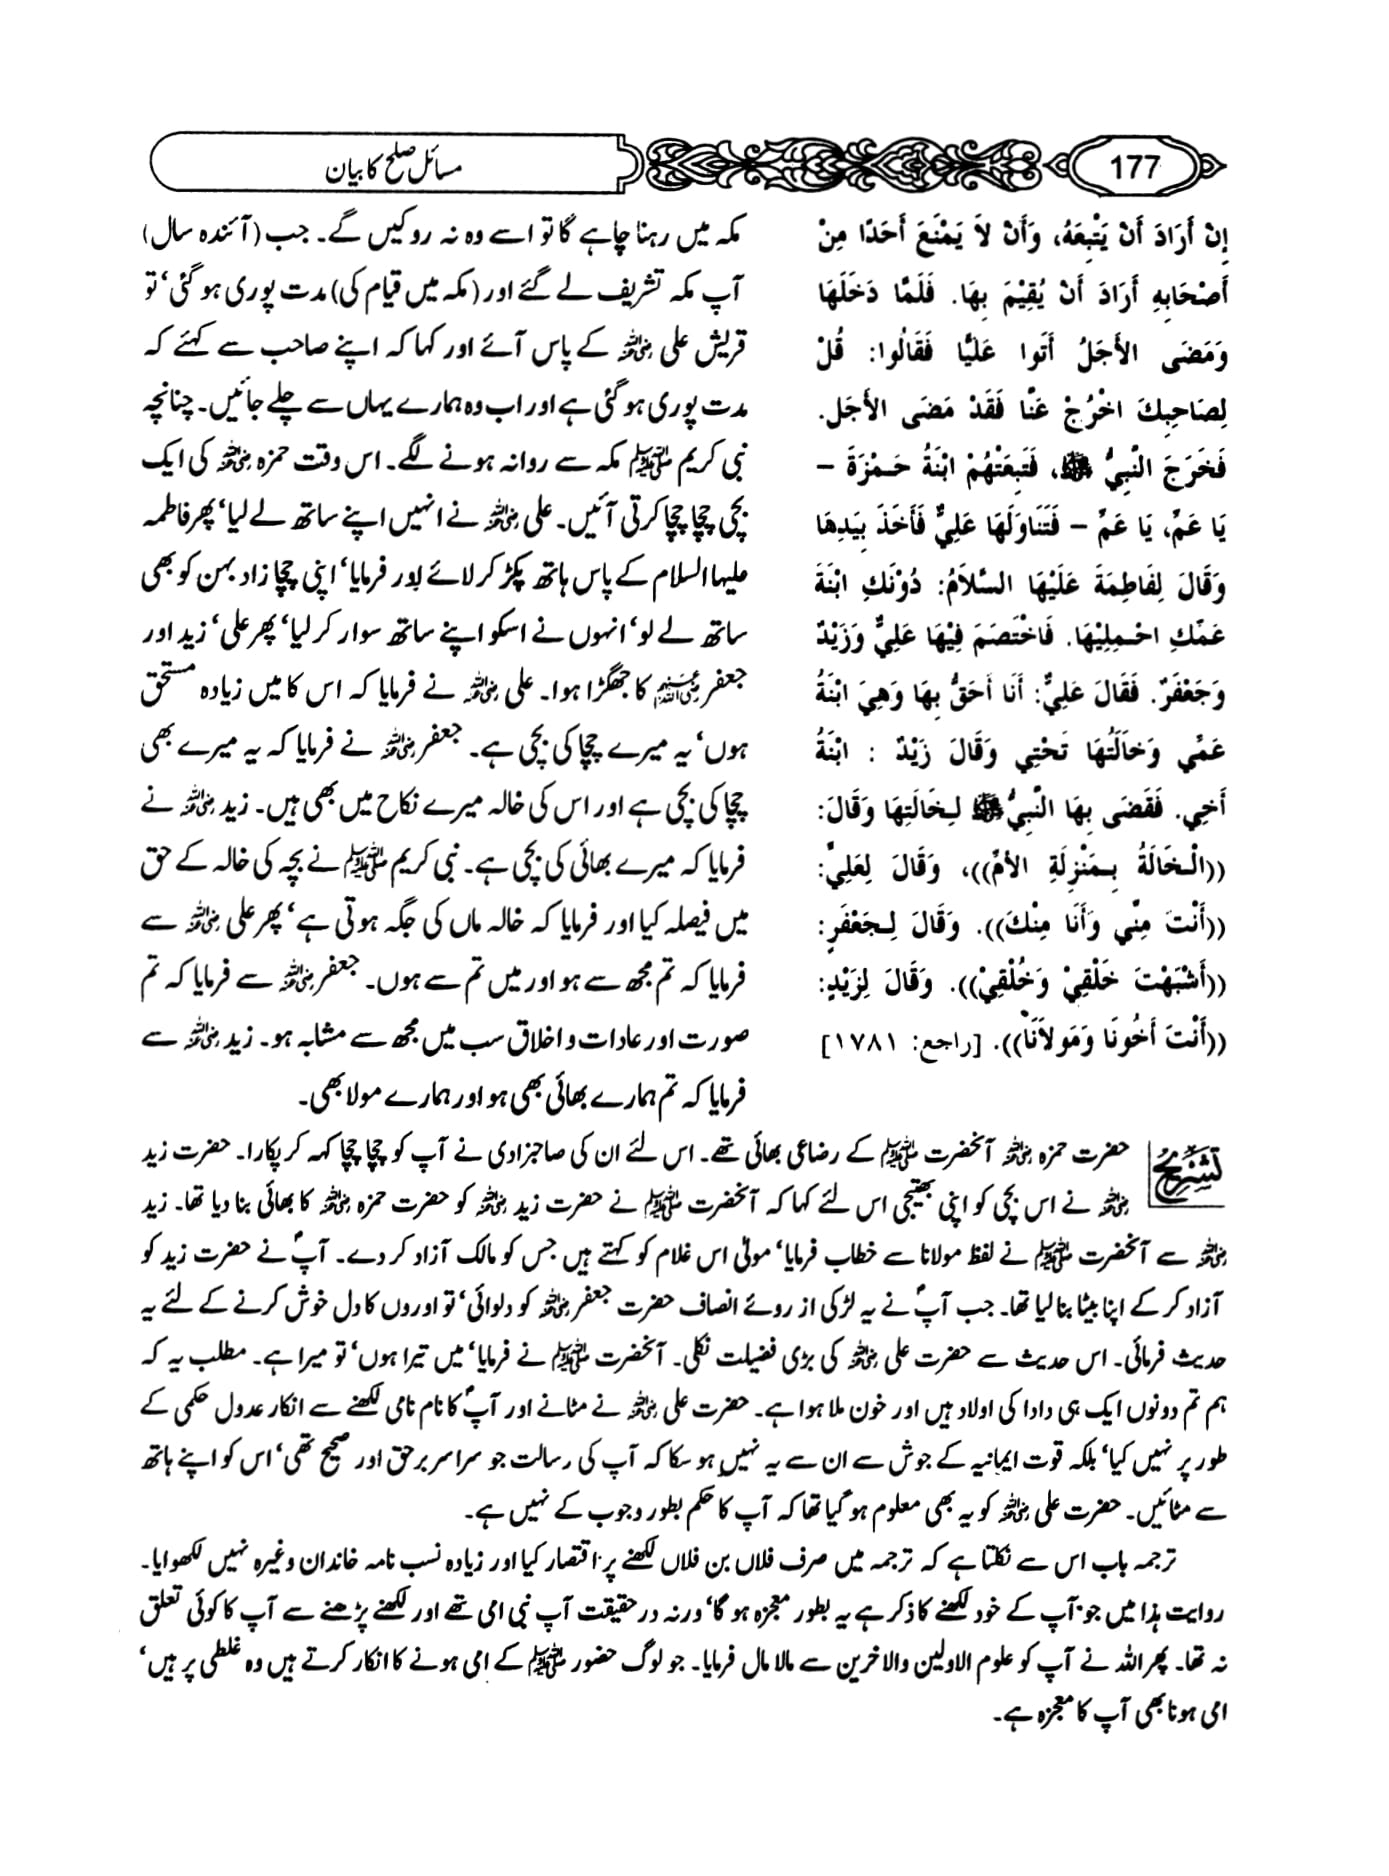 177
مسائل صلح کا بیان
إِنْ أَرَادَ أَنْ يَتْبَعَهُ، وَأَنْ لاَ يَمْنَعَ أَحَدًا مِنْ
أَصْحَابِهِ أَرَادَ أَنْ يُقِيْمَ بِهَا. فَلَمَّا دَخَلَهَا
وَمَضَى الأَجَلُ أَتَوا عَلَيًّا فَقَالُوا: قُلْ
لِصَاحِبِكَ اخْرُجْ عَنَّا فَقَدْ مَضَى الأَجَلِ.
فَخَرَجَ النَّبِيُّ ﷺ، فَتَبِعَتْهُمْ ابْنَةُ حَمْزَةَ -
يَا عَمِّ، يَا عَمِّ - فَتَنَاوَلَهَا عَلِيٌّ فَأَخَذَ بِيَدِهَا
وَقَالَ لِفَاطِمَةَ عَلَيْهَا السَّلاَمُ: دُوْنَكِ ابْنَةَ
عَمِّكِ احْمِلِيْهَا. فَاخْتَصَمَ فِيْهَا عَلِيٌّ وَزَيْدٌ
وَجَعْفَرٌ. فَقَالَ عَلِيٌّ: أَنَا أَحَقُّ بِهَا وَهِيَ ابْنَةُ
عَمِّي وَخَالَتُهَا تَحْتِي وَقَالَ زَيْدٌ : ابْنَةُ
أَخِي. فَقَضَى بِهَا النَّبِيُّ ﷺ لِخَالَتِهَا وَقَالَ:
((الْخَالَةُ بِمَنْزِلَةِ الأُمِّ))، وَقَالَ لِعَلِيٍّ:
((أَنْتَ مِنِّي وَأَنَا مِنْكَ)). وَقَالَ لِجَعْفَرٍ:
((أَشْبَهْتَ خَلْقِيْ وَخُلْقِيْ)). وَقَالَ لِزَيْدٍ:
((أَنْتَ أَخُونَا وَمَولاَنَا)). [راجع: ١٧٨١]
مکہ میں رہنا چاہے گا تو اسے وہ نہ روکیں گے۔ جب (آئندہ سال)
آپ مکہ تشریف لے گئے اور (مکہ میں قیام کی) مدت پوری ہو گئی‘ تو
قریش علی رضی اللہ عنہ کے پاس آئے اور کہا کہ اپنے صاحب سے کہئے کہ
مدت پوری ہو گئی ہے اور اب وہ ہمارے یہاں سے چلے جائیں۔ چنانچہ
نبی کریم ﷺ مکہ سے روانہ ہونے لگے۔ اس وقت حمزہ رضی اللہ عنہ کی ایک
بچی چچا چچا کرتی آئیں۔ علی رضی اللہ عنہ نے انہیں اپنے ساتھ لے لیا‘ پھر فاطمہ
علیہا السلام کے پاس ہاتھ پکڑ کر لائے اور فرمایا‘ اپنی چچا زاد بہن کو بھی
ساتھ لے لو‘ انہوں نے اسکو اپنے ساتھ سوار کر لیا‘ پھر علی‘ زید اور
جعفر رضی اللہ عنہم کا جھگڑا ہوا۔ علی رضی اللہ عنہ نے فرمایا کہ اس کا میں زیادہ مستحق
ہوں‘ یہ میرے چچا کی بچی ہے۔ جعفر رضی اللہ عنہ نے فرمایا کہ یہ میرے بھی
چچا کی بچی ہے اور اس کی خالہ میرے نکاح میں بھی ہیں۔ زید رضی اللہ عنہ نے
فرمایا کہ میرے بھائی کی بچی ہے۔ نبی کریم ﷺ نے بچہ کی خالہ کے حق
میں فیصلہ کیا اور فرمایا کہ خالہ ماں کی جگہ ہوتی ہے‘ پھر علی رضی اللہ عنہ سے
فرمایا کہ تم مجھ سے ہو اور میں تم سے ہوں۔ جعفر رضی اللہ عنہ سے فرمایا کہ تم
صورت اور عادات و اخلاق سب میں مجھ سے مشابہ ہو۔ زید رضی اللہ عنہ سے
فرمایا کہ تم ہمارے بھائی بھی ہو اور ہمارے مولا بھی۔
تشریح حضرت حمزہ رضی اللہ عنہ آنحضرت ﷺ کے رضاعی بھائی تھے۔ اس لئے ان کی صاحبزادی نے آپ کو چچا چچا کہہ کر پکارا۔ حضرت زید
رضی اللہ عنہ نے اس بچی کو اپنی بھتیجی اس لئے کہا کہ آنحضرت ﷺ نے حضرت زید رضی اللہ عنہ کو حضرت حمزہ رضی اللہ عنہ کا بھائی بنا دیا تھا۔ زید
رضی اللہ عنہ سے آنحضرت ﷺ نے لفظ مولانا سے خطاب فرمایا‘ مولیٰ اس غلام کو کہتے ہیں جس کو مالک آزاد کر دے۔ آپؐ نے حضرت زید کو
آزاد کر کے اپنا بیٹا بنا لیا تھا۔ جب آپؐ نے یہ لڑکی از روئے انصاف حضرت جعفر رضی اللہ عنہ کو دلوائی‘ تو اوروں کا دل خوش کرنے کے لئے یہ
حدیث فرمائی۔ اس حدیث سے حضرت علی رضی اللہ عنہ کی بڑی فضیلت نکلی۔ آنحضرت ﷺ نے فرمایا‘ میں تیرا ہوں‘ تو میرا ہے۔ مطلب یہ کہ
ہم تم دونوں ایک ہی دادا کی اولاد ہیں اور خون ملا ہوا ہے۔ حضرت علی رضی اللہ عنہ نے مٹانے اور آپؐ کا نام نامی لکھنے سے انکار عدول حکمی کے
طور پر نہیں کیا‘ بلکہ قوت ایمانیہ کے جوش سے ان سے یہ نہیں ہو سکا کہ آپ کی رسالت جو سراسر برحق اور صحیح تھی‘ اس کو اپنے ہاتھ
سے مٹائیں۔ حضرت علی رضی اللہ عنہ کو یہ بھی معلوم ہو گیا تھا کہ آپ کا حکم بطور وجوب کے نہیں ہے۔
ترجمہ باب اس سے نکلتا ہے کہ ترجمہ میں صرف فلاں بن فلاں لکھنے پر اقتصار کیا اور زیادہ نسب نامہ خاندان وغیرہ نہیں لکھوایا۔
روایت ہذا میں جو آپ کے خود لکھنے کا ذکر ہے یہ بطور معجزہ ہو گا‘ ورنہ در حقیقت آپ نبی امی تھے اور لکھنے پڑھنے سے آپ کا کوئی تعلق
نہ تھا۔ پھر اللہ نے آپ کو علوم الاولین والاخرین سے مالا مال فرمایا۔ جو لوگ حضور ﷺ کے امی ہونے کا انکار کرتے ہیں وہ غلطی پر ہیں‘
امی ہونا بھی آپ کا معجزہ ہے۔